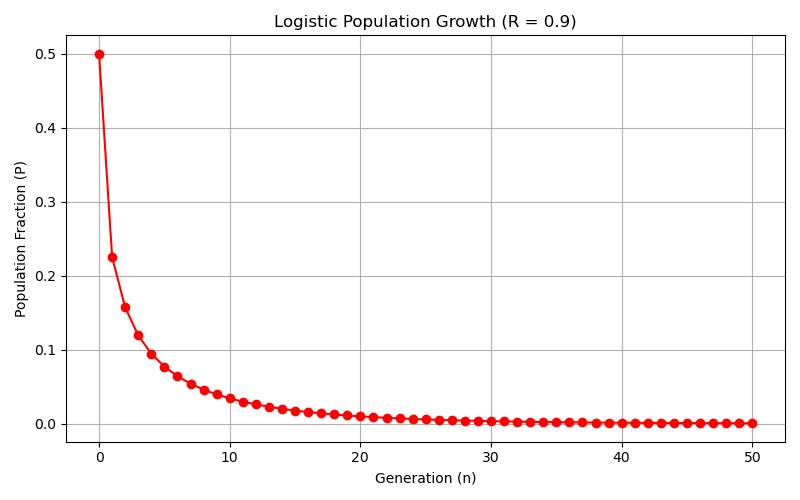 Logistic Population Growth (R = 0.9)
Population Fraction (P)
0.5
0.4
0.3
0.2
0.1
0.0
0 10 20 30 40 50
Generation (n)